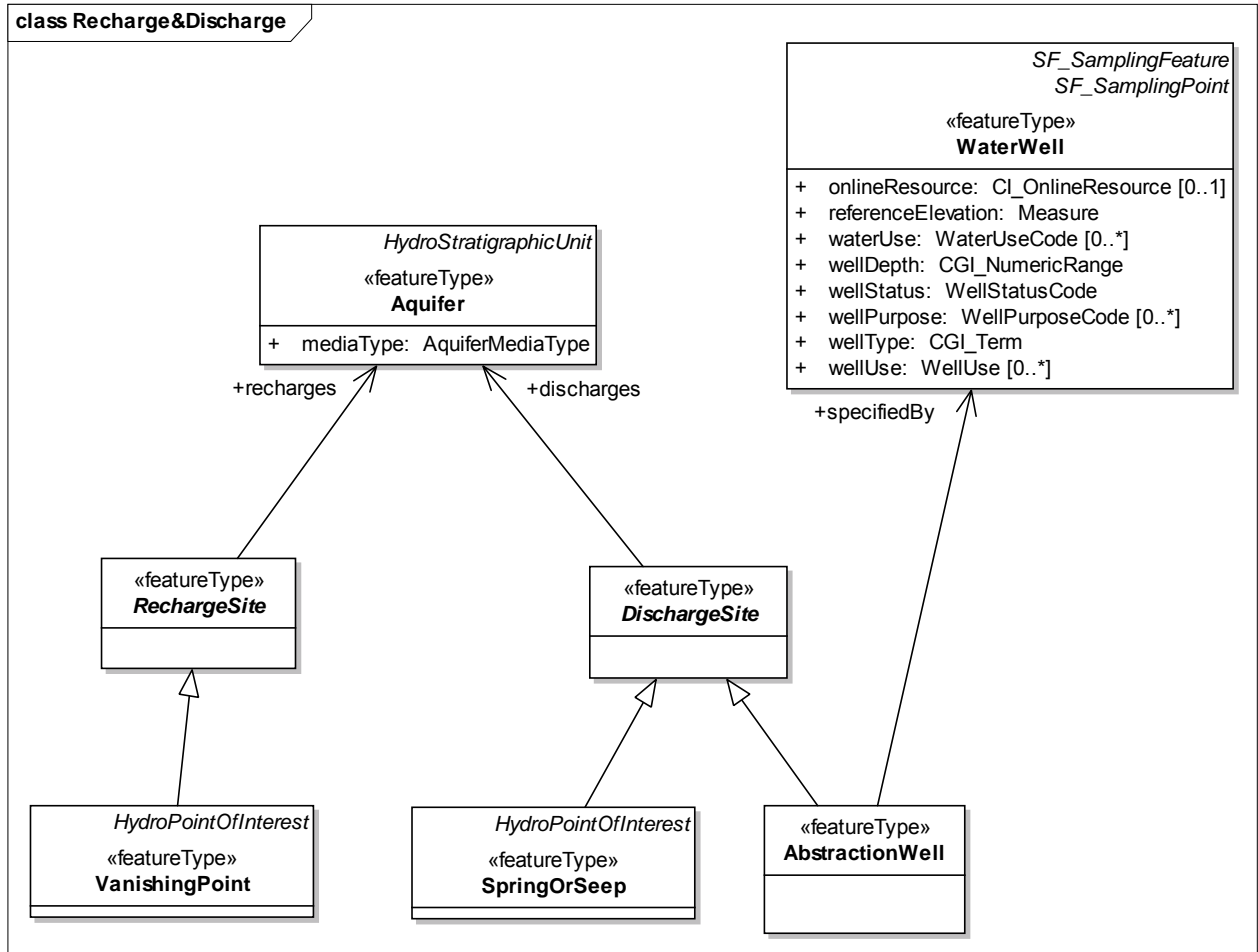 class Recharge&Discharge
SF_SamplingFeature
SF_SamplingPoint
«featureType»
WaterWell
+ onlineResource: CI_OnlineResource [0..1]
+ referenceElevation: Measure
+ waterUse: WaterUseCode [0..*]
+ wellDepth: CGI_NumericRange
+ wellStatus: WellStatusCode
+ wellPurpose: WellPurposeCode [0..*]
+ wellType: CGI_Term
+ wellUse: WellUse [0..*]
HydroStratigraphicUnit
«featureType»
Aquifer
+ mediaType: AquiferMediaType
+recharges
+discharges
+specifiedBy
«featureType»
RechargeSite
«featureType»
DischargeSite
HydroPointOfInterest
«featureType»
VanishingPoint
HydroPointOfInterest
«featureType»
SpringOrSeep
«featureType»
AbstractionWell